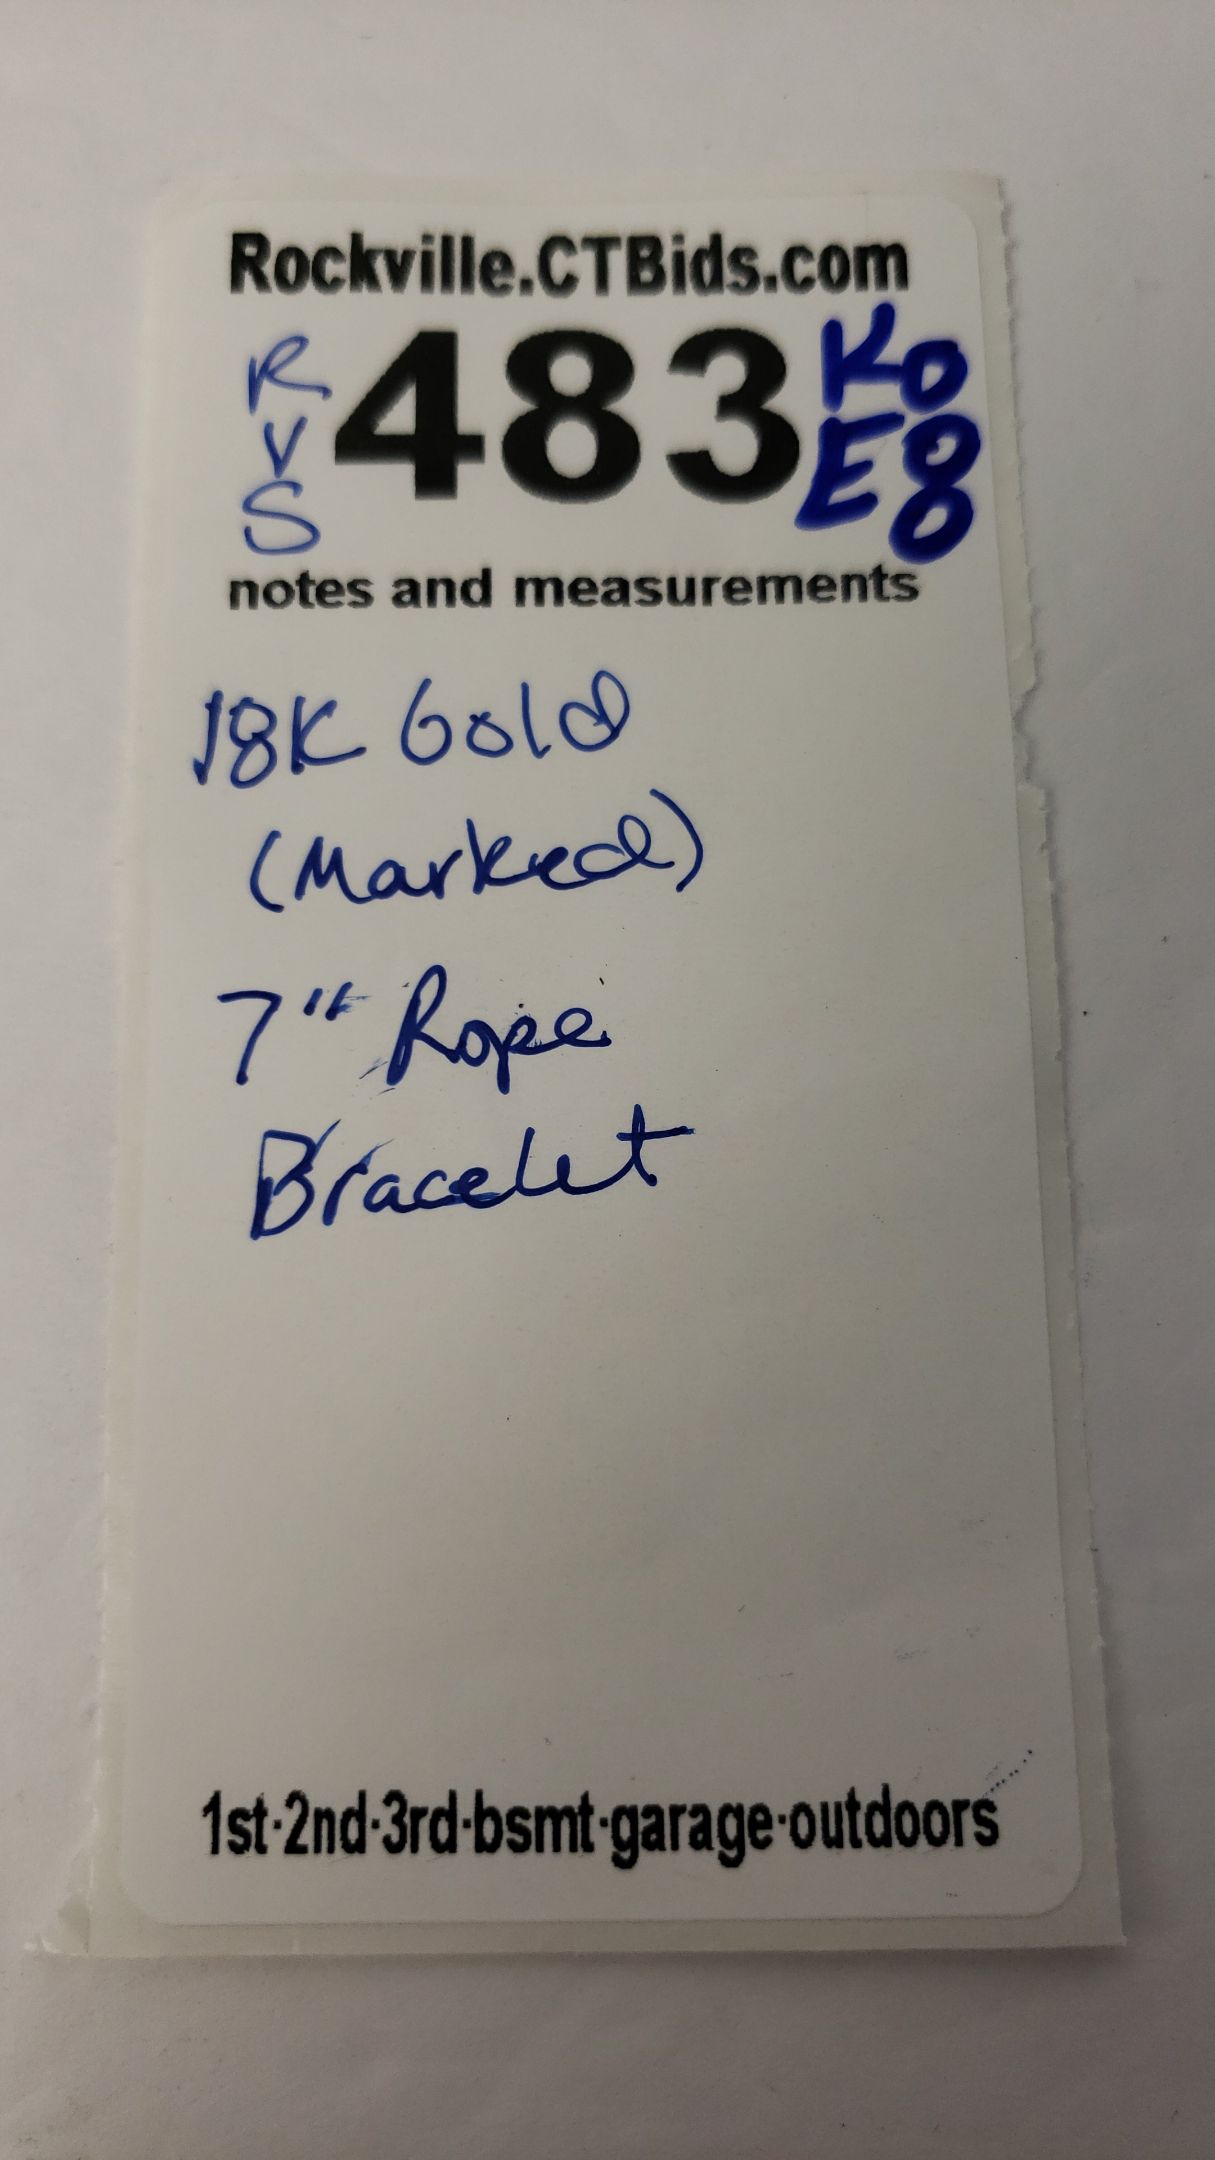 Rockville.CTBids.com
RVS 483 KO E8
notes and measurements
18K Gold
(Marked)
7" Rope
Bracelet
1st·2nd·3rd·bsmt·garage·outdoors